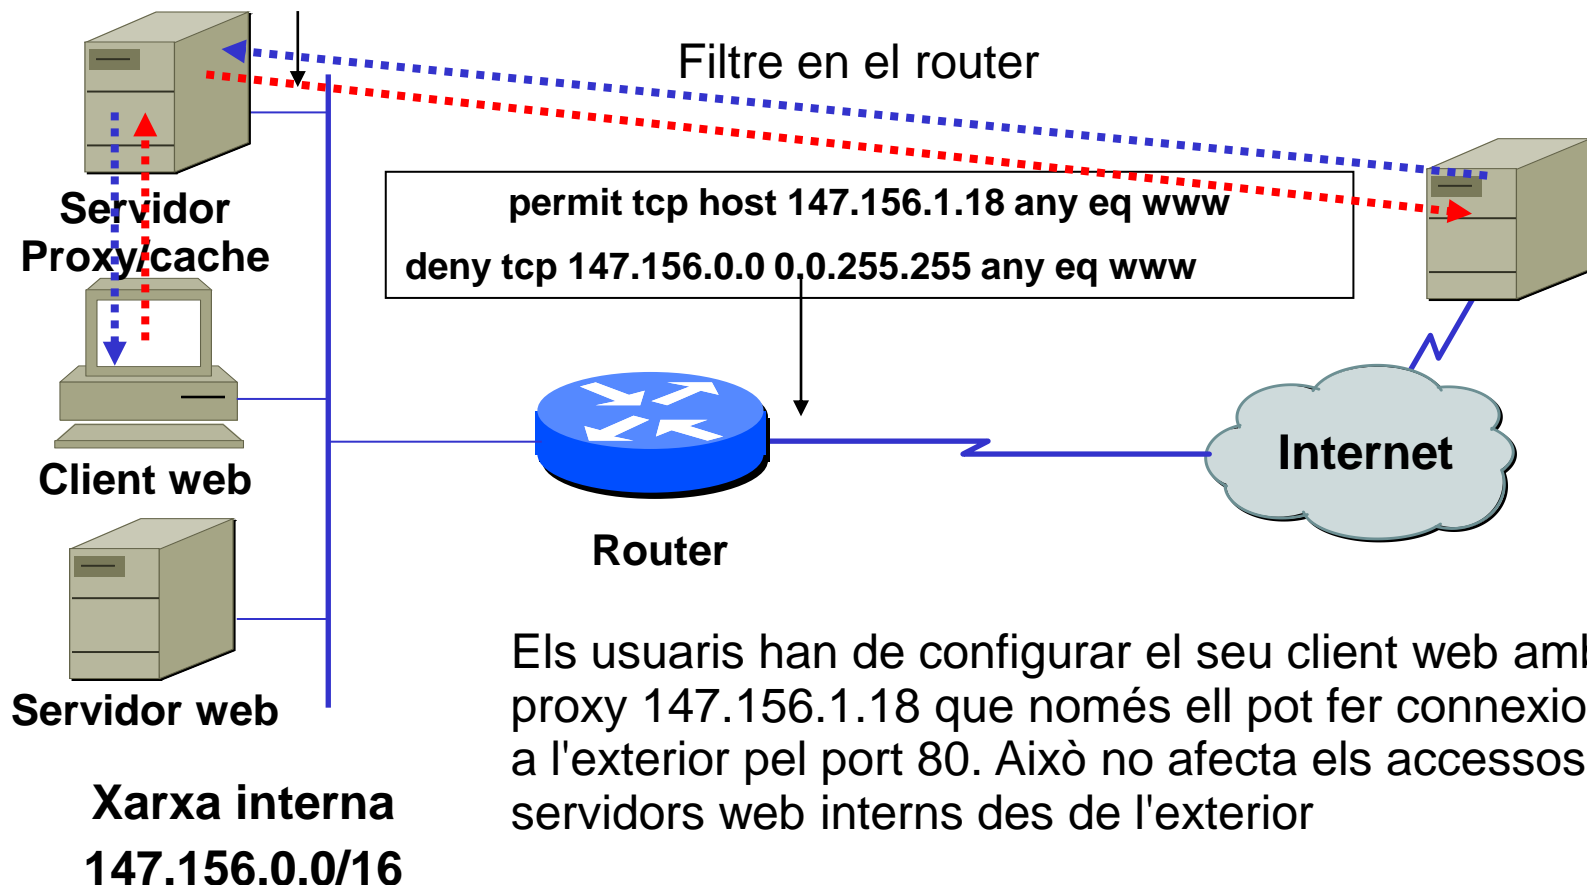 Filtre en el router
permit tcp host 147.156.1.18 any eq www
deny tcp 147.156.0.0 0.0.255.255 any eq www
Servidor
Proxy/cache
Client web
Internet
Router
Servidor web
Els usuaris han de configurar el seu client web amb
proxy 147.156.1.18 que només ell pot fer connexio
a l'exterior pel port 80. Això no afecta els accessos
servidors web interns des de l'exterior
Xarxa interna
147.156.0.0/16